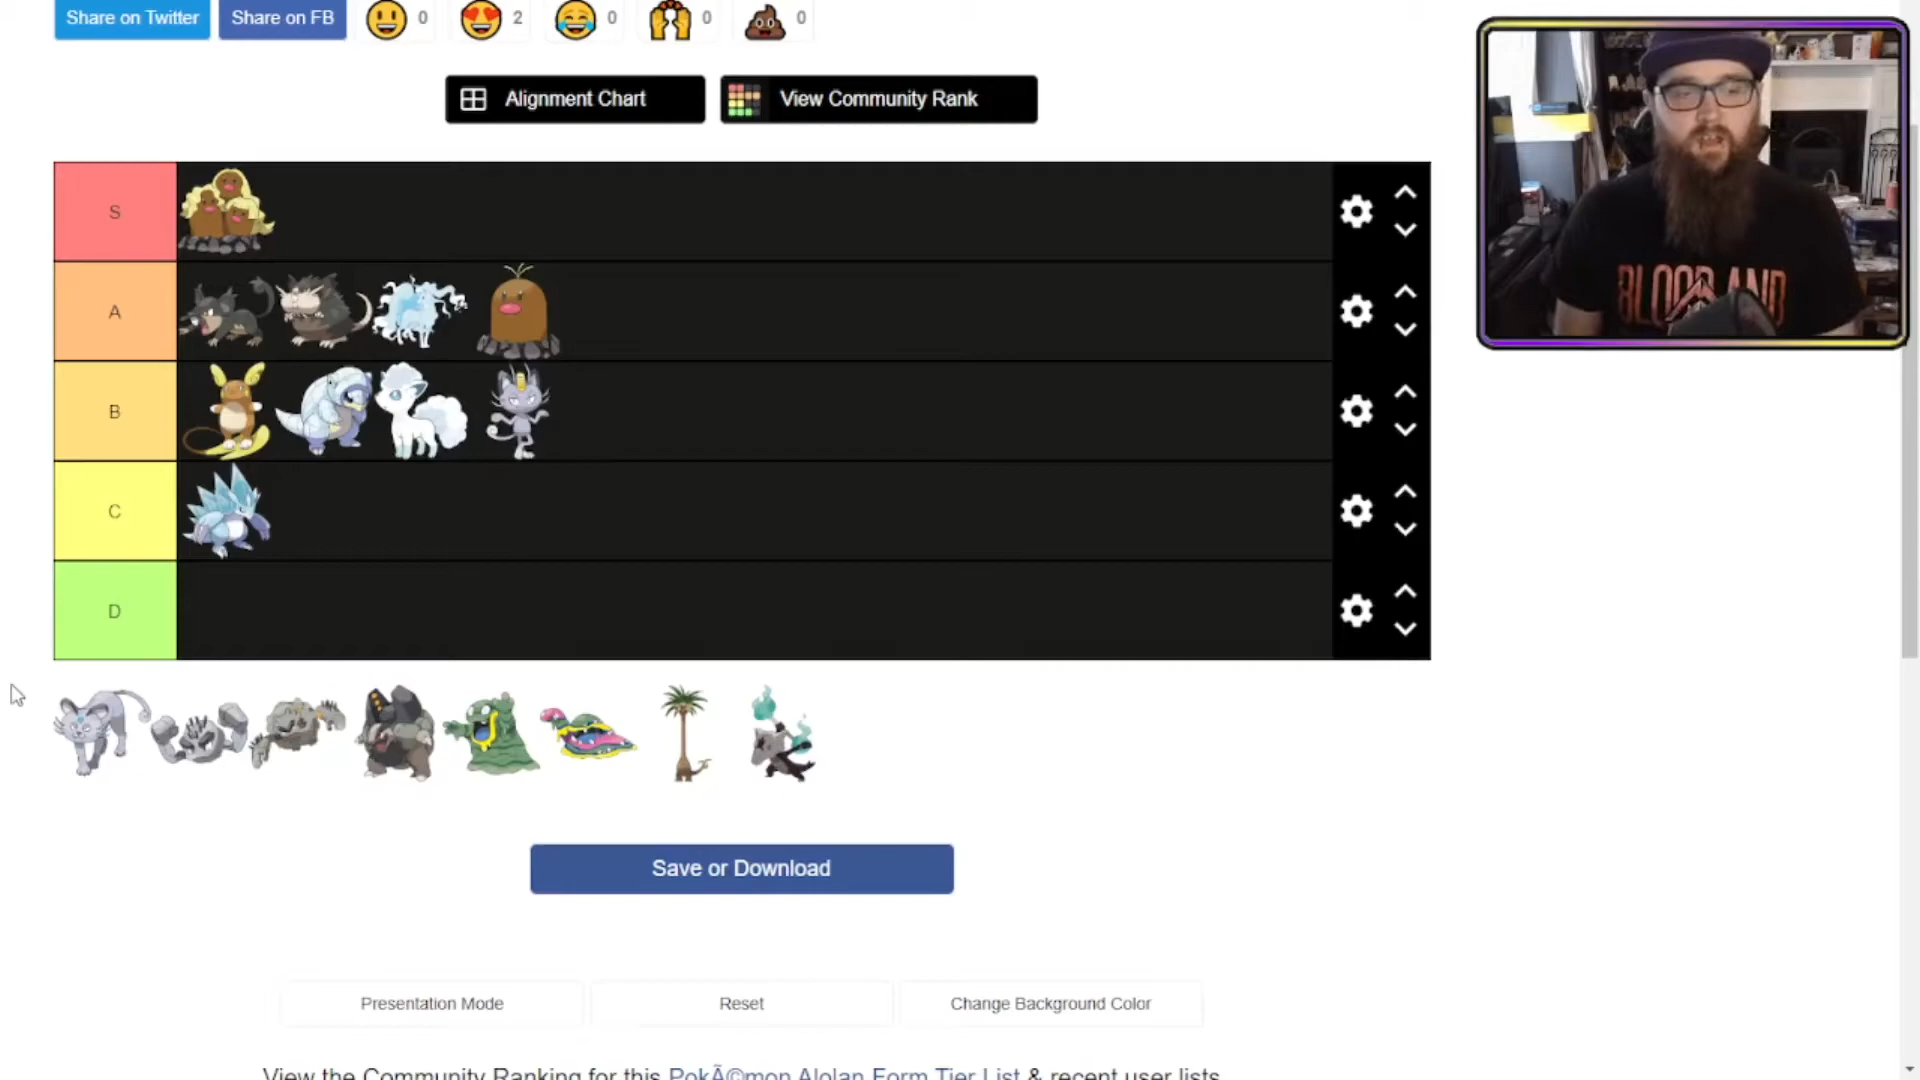 Share on Twitter
Share on FB
0
2
0
0
0
Alignment Chart
View Community Rank
S
A
B
C
D
BLOOD AND
Save or Download
Presentation Mode
Reset
Change Background Color
View the Community Ranking for this PokÃ©mon Alolan Form Tier List & recent user lists